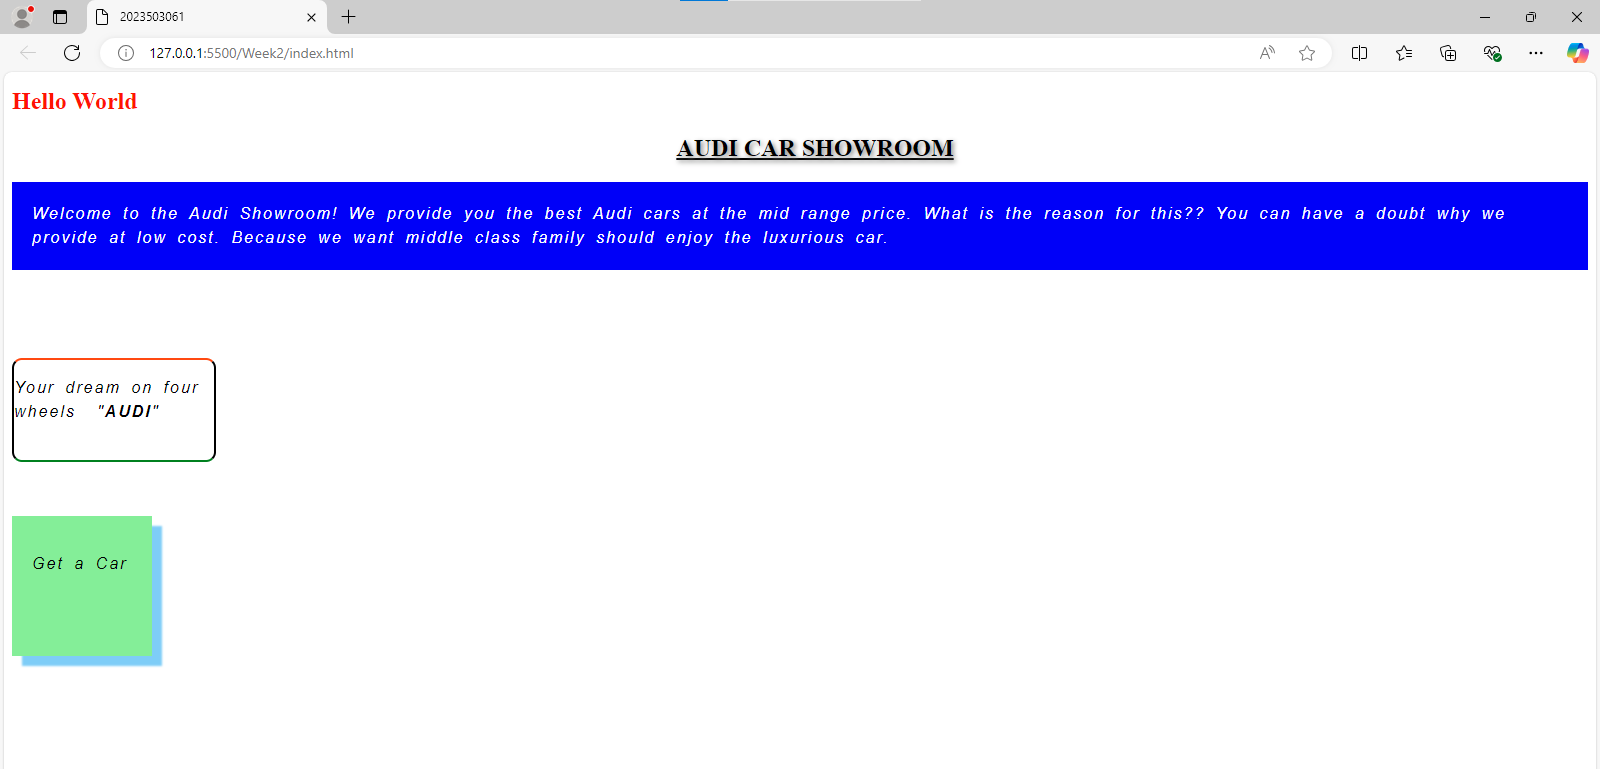 2023503061
127.0.0.1:5500/Week2/index.html
Hello World
AUDI CAR SHOWROOM
Welcome to the Audi Showroom! We provide you the best Audi cars at the mid range price. What is the reason for this?? You can have a doubt why we
provide at low cost. Because we want middle class family should enjoy the luxurious car.
Your dream on four
wheels "AUDI"
Get a Car